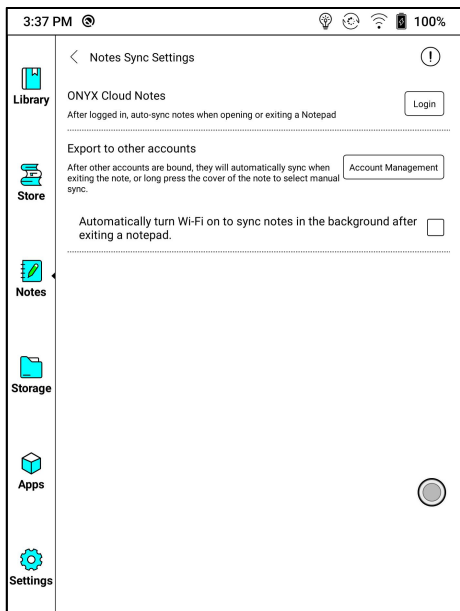 3:37 PM
100%
Notes Sync Settings
Library
ONYX Cloud Notes
Login
After logged in, auto-sync notes when opening or exiting a Notepad
Export to other accounts
After other accounts are bound, they will automatically sync when
exiting the note, or long press the cover of the note to select manual
sync.
Account Management
Store
Automatically turn Wi-Fi on to sync notes in the background after
exiting a notepad.
Notes
Storage
Apps
Settings